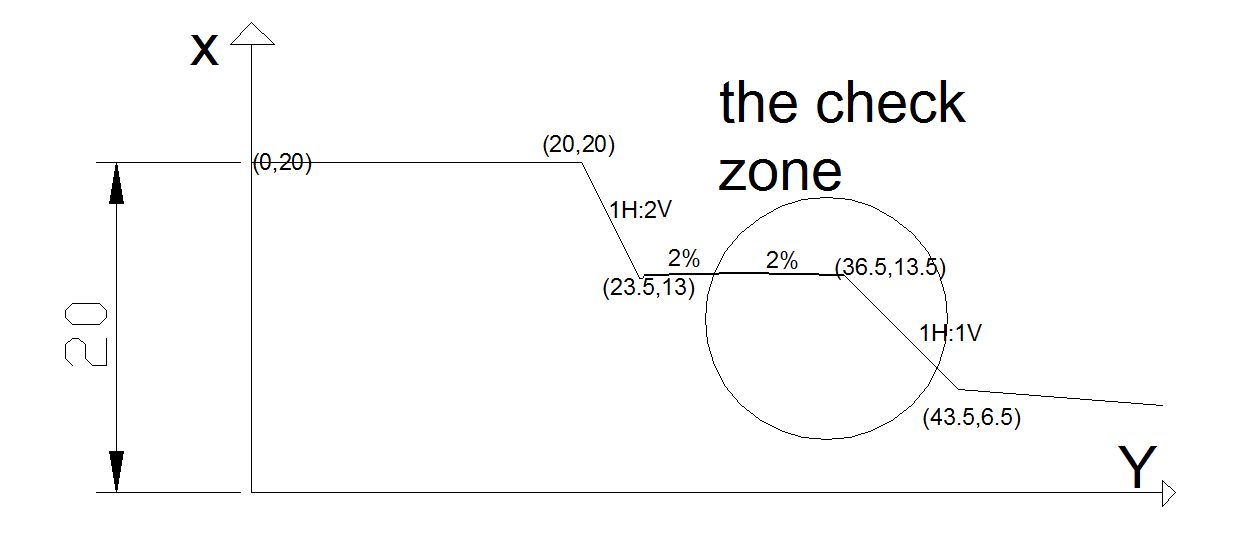 x
the check
zone
(0,20)
(20,20)
1H:2V
2%
2%
(23.5,13)
(36.5,13.5)
20
1H:1V
(43.5,6.5)
Y